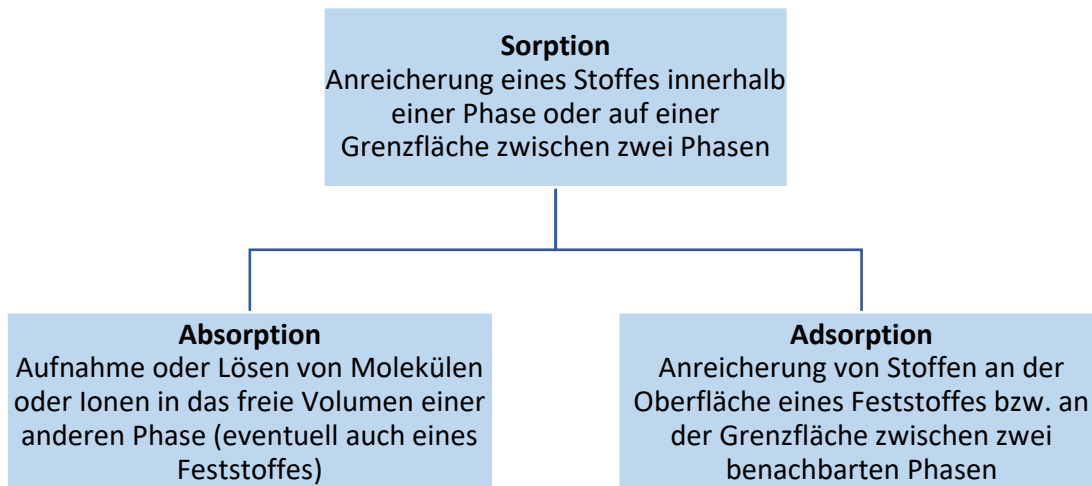 Sorption
Anreicherung eines Stoffes innerhalb
einer Phase oder auf einer
Grenzfläche zwischen zwei Phasen
Absorption
Aufnahme oder Lösen von Molekülen
oder Ionen in das freie Volumen einer
anderen Phase (eventuell auch eines
Feststoffes)
Adsorption
Anreicherung von Stoffen an der
Oberfläche eines Feststoffes bzw. an
der Grenzfläche zwischen zwei
benachbarten Phasen